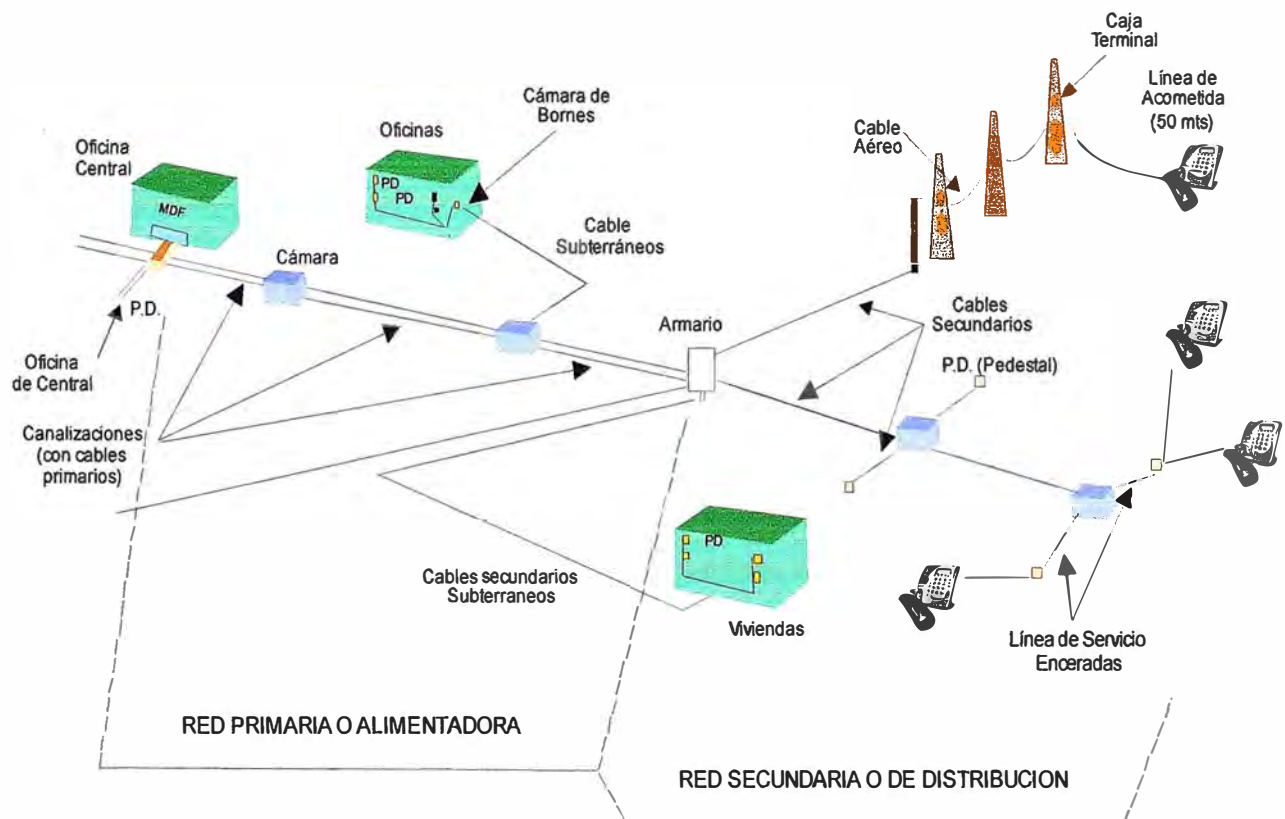 Caja
Terminal
Línea de
Acometida
(50 mts)
Cámara de
Bornes
Oficinas
Cable
Aéreo
Oficina
Central
PD
PD
MDF
Cable
Subterráneos
Cámara
P.D.
Armario
Cables
Secundarios
P.D. (Pedestal)
Oficina
de Central
Canalizaciones
(con cables
primarios)
PD
Cables secundarios
Subterraneos
Viviendas
Línea de Servicio
Enceradas
RED PRIMARIA O ALIMENTADORA
RED SECUNDARIA O DE DISTRIBUCION